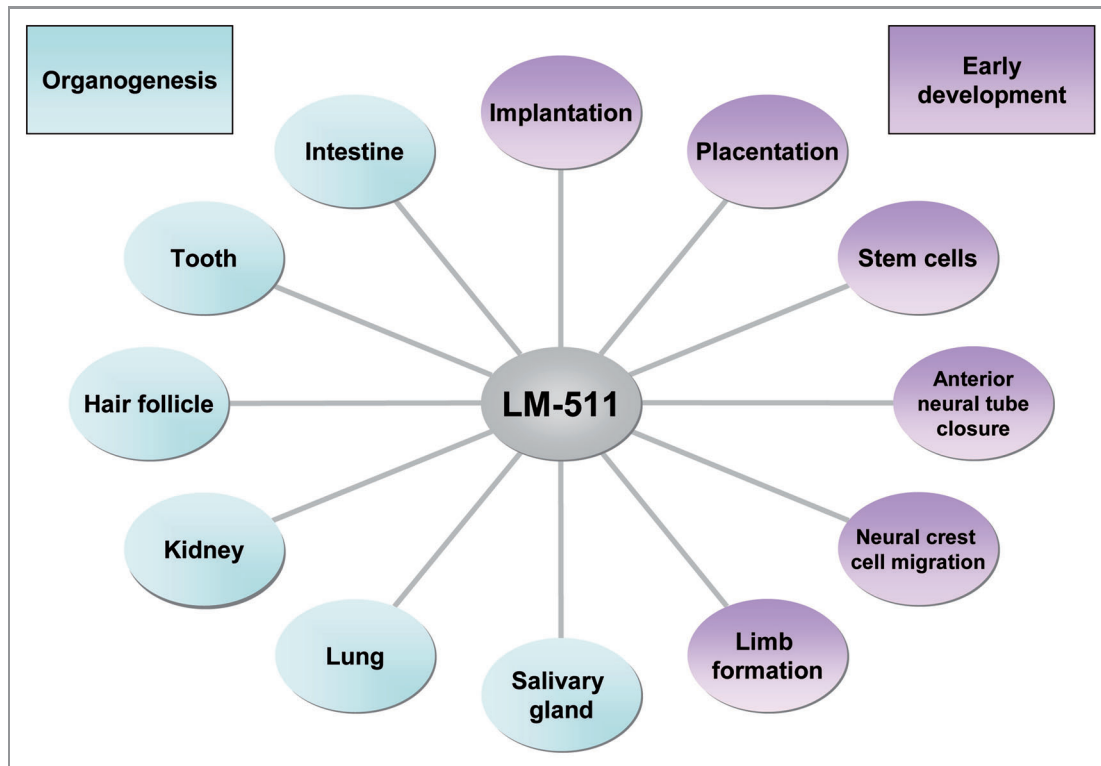 Organogenesis
Early
development
Implantation
Intestine
Placentation
Tooth
Stem cells
Hair follicle
LM-511
Anterior
neural tube
closure
Kidney
Neural crest
cell migration
Lung
Limb
formation
Salivary
gland